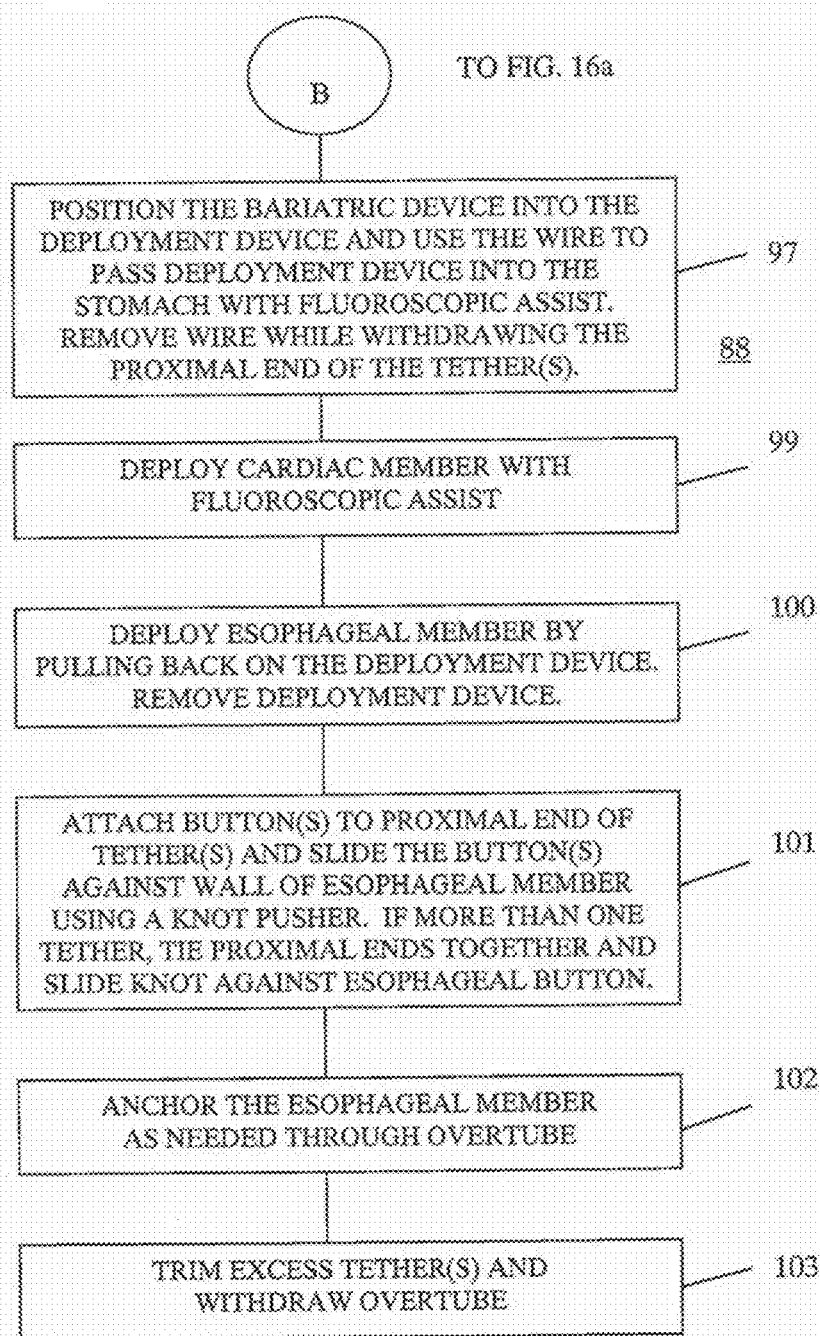 B
TO FIG. 16a
POSITION THE BARIATRIC DEVICE INTO THE
DEPLOYMENT DEVICE AND USE THE WIRE TO
PASS DEPLOYMENT DEVICE INTO THE
STOMACH WITH FLUOROSCOPIC ASSIST.
REMOVE WIRE WHILE WITHDRAWING THE
PROXIMAL END OF THE TETHER(S).
97
88
DEPLOY CARDIAC MEMBER WITH
FLUOROSCOPIC ASSIST
99
DEPLOY ESOPHAGEAL MEMBER BY
PULLING BACK ON THE DEPLOYMENT DEVICE.
REMOVE DEPLOYMENT DEVICE.
100
ATTACH BUTTON(S) TO PROXIMAL END OF
TETHER(S) AND SLIDE THE BUTTON(S)
AGAINST WALL OF ESOPHAGEAL MEMBER
USING A KNOT PUSHER. IF MORE THAN ONE
TETHER, TIE PROXIMAL ENDS TOGETHER AND
SLIDE KNOT AGAINST ESOPHAGEAL BUTTON.
101
ANCHOR THE ESOPHAGEAL MEMBER
AS NEEDED THROUGH OVERTUBE
102
TRIM EXCESS TETHER(S) AND
WITHDRAW OVERTUBE
103